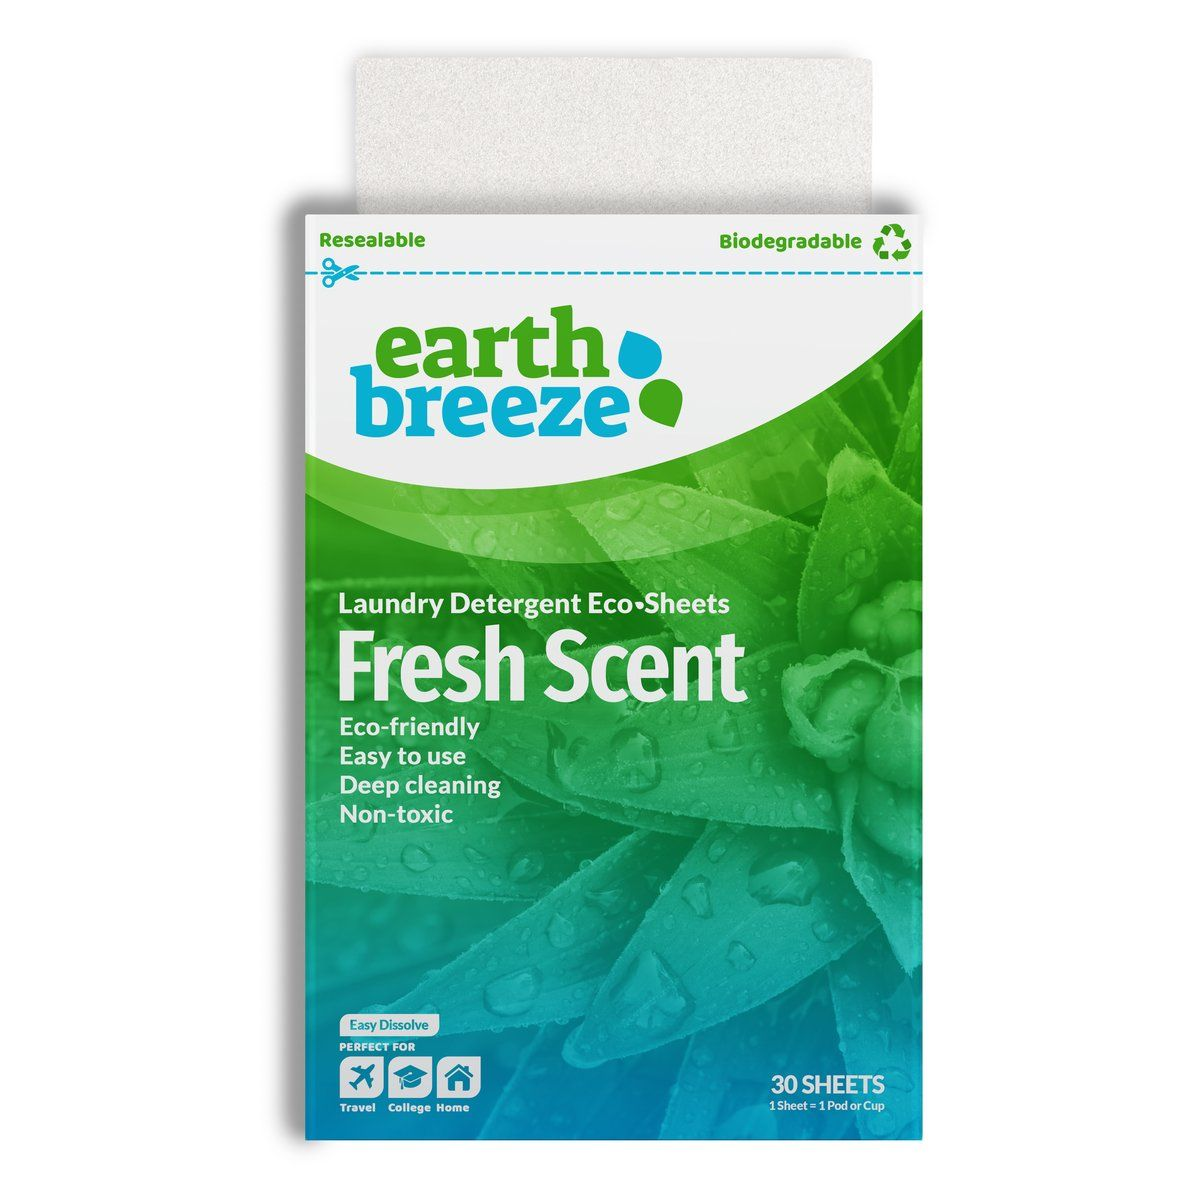 Resealable
Biodegradable
earth
breeze
Laundry Detergent Eco•Sheets
Fresh Scent
Eco-friendly
Easy to use
Deep cleaning
Non-toxic
Easy Dissolve
PERFECT FOR
Travel College Home
30 SHEETS
1 Sheet = 1 Pod or Cup